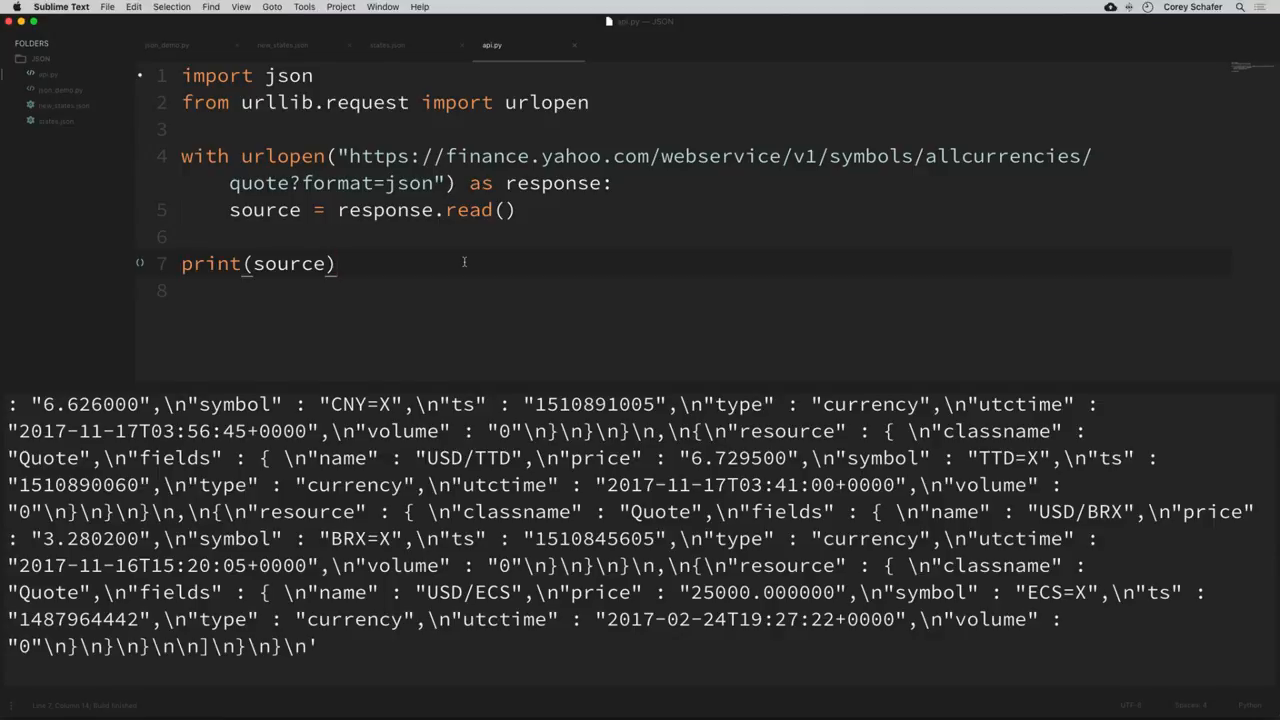 Sublime Text File Edit Selection Find View Goto Tools Project Window Help Corey Schafer
api.py — JSON
FOLDERS
JSON
api.py
json_demo.py
new_states.json
states.json
json_demo.py new_states.json states.json api.py
1 import json
2 from urllib.request import urlopen
3
4 with urlopen("https://finance.yahoo.com/webservice/v1/symbols/allcurrencies/
quote?format=json") as response:
5 source = response.read()
6
7 print(source)
8
: "6.626000",\n"symbol" : "CNY=X",\n"ts" : "1510891005",\n"type" : "currency",\n"utctime" :
"2017-11-17T03:56:45+0000",\n"volume" : "0"\n}\n}\n}\n,\n{\n"resource" : { \n"classname" :
"Quote",\n"fields" : { \n"name" : "USD/TTD",\n"price" : "6.729500",\n"symbol" : "TTD=X",\n"ts" :
"1510890060",\n"type" : "currency",\n"utctime" : "2017-11-17T03:41:00+0000",\n"volume" :
"0"\n}\n}\n}\n,\n{\n"resource" : { \n"classname" : "Quote",\n"fields" : { \n"name" : "USD/BRX",\n"price"
: "3.280200",\n"symbol" : "BRX=X",\n"ts" : "1510845605",\n"type" : "currency",\n"utctime" :
"2017-11-16T15:20:05+0000",\n"volume" : "0"\n}\n}\n}\n,\n{\n"resource" : { \n"classname" :
"Quote",\n"fields" : { \n"name" : "USD/ECS",\n"price" : "25000.000000",\n"symbol" : "ECS=X",\n"ts" :
"1487964442",\n"type" : "currency",\n"utctime" : "2017-02-24T19:27:22+0000",\n"volume" :
"0"\n}\n}\n}\n\n]\n}\n}\n'
Line 7, Column 14; Build finished UTF-8 Spaces: 4 Python